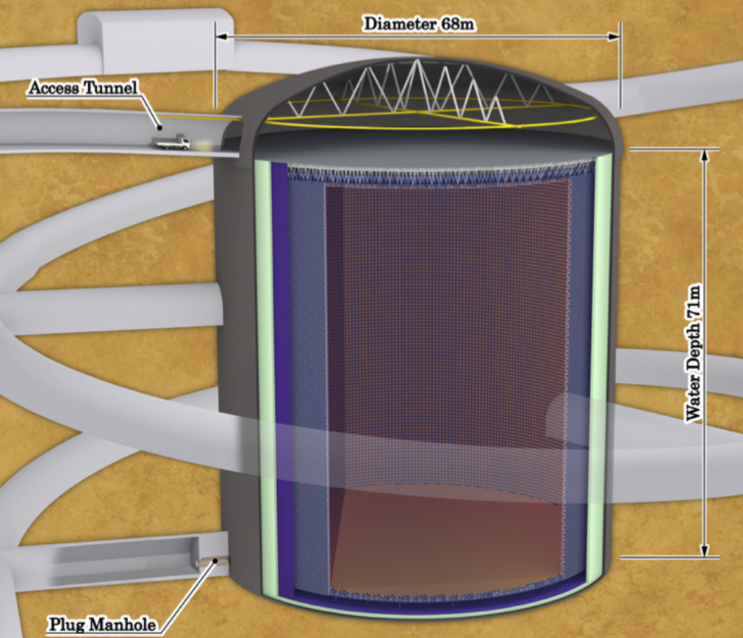 Diameter 68m
Access Tunnel
Water Depth 71m
Plug Manhole